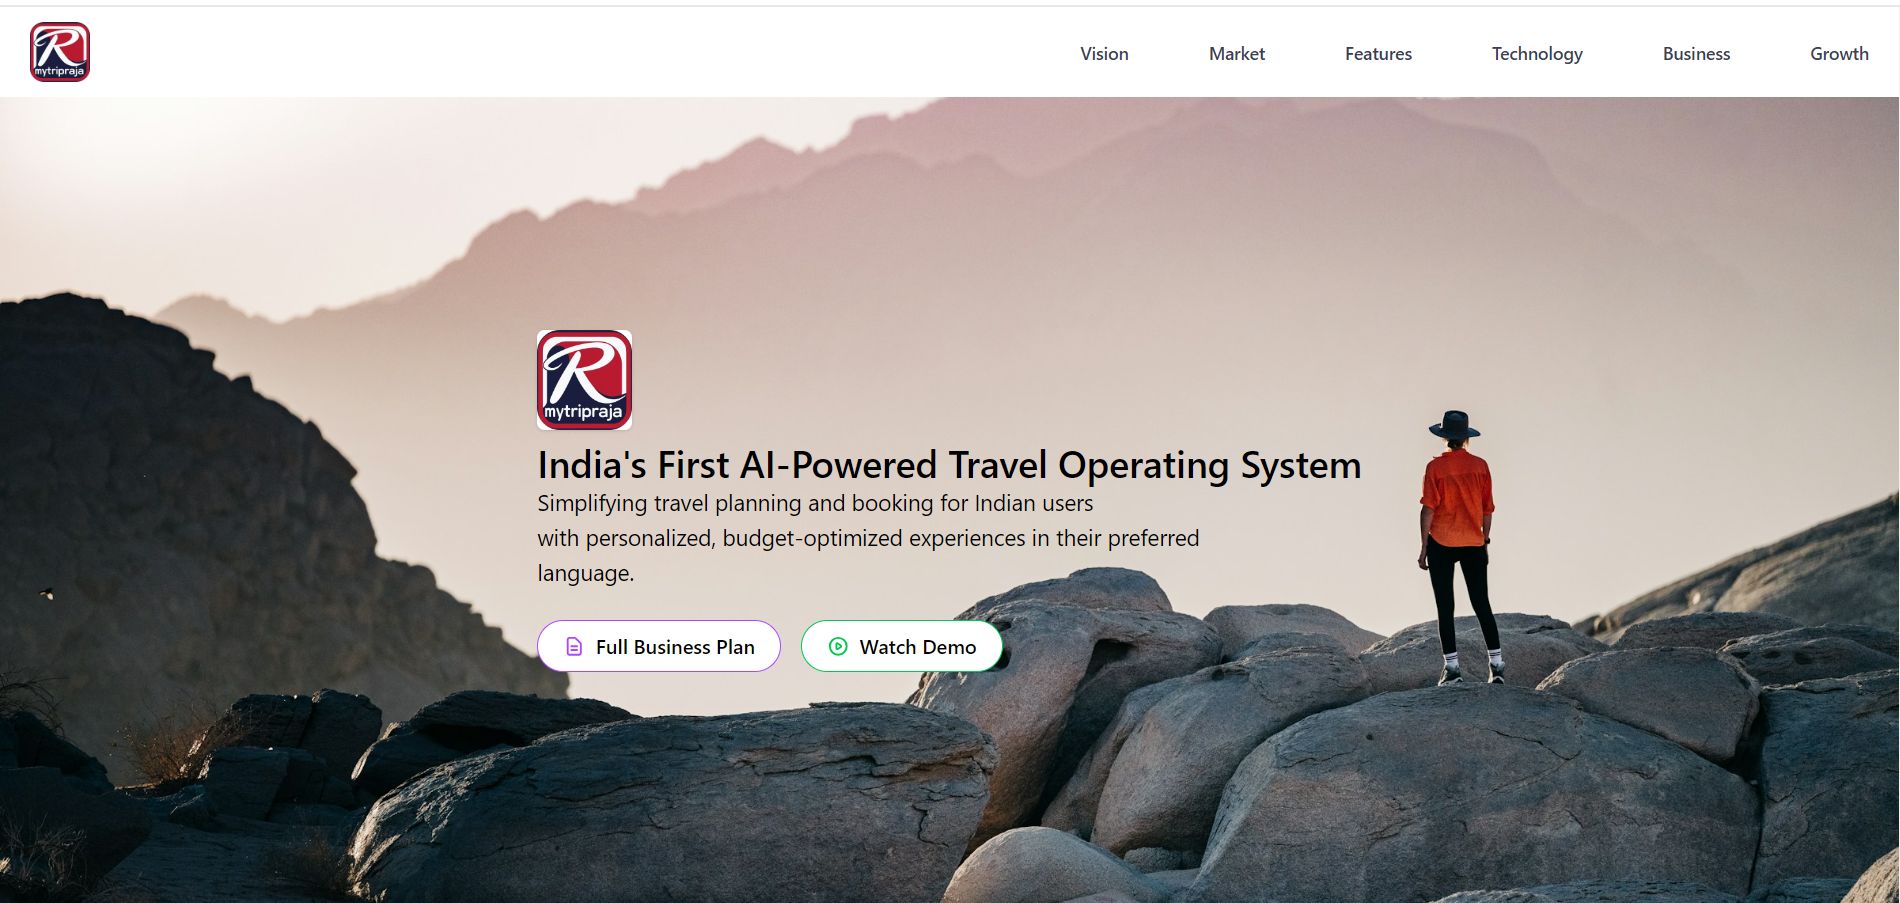 R
mytripraja
Vision Market Features Technology Business Growth
R
mytripraja
India's First AI-Powered Travel Operating System
Simplifying travel planning and booking for Indian users
with personalized, budget-optimized experiences in their preferred
language.
Full Business Plan Watch Demo